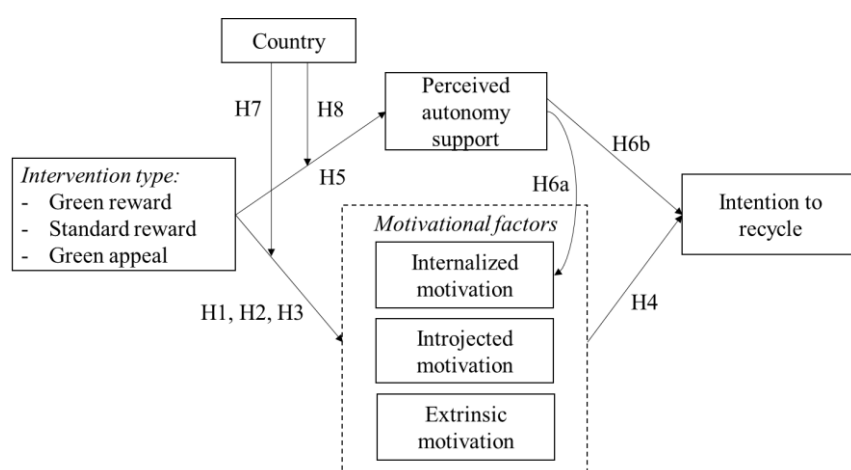 Country
H7
H8
Perceived
autonomy
support
H5
H6b
H6a
Intervention type:
- Green reward
- Standard reward
- Green appeal
H1, H2, H3
Motivational factors
Internalized
motivation
Introjected
motivation
Extrinsic
motivation
H4
Intention to
recycle